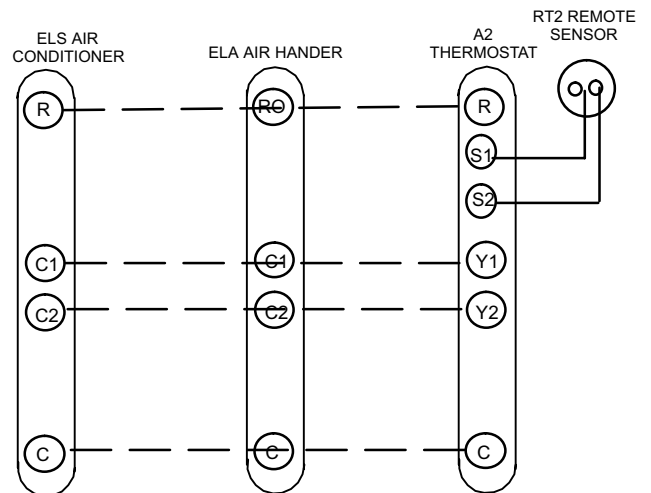 ELS AIR
CONDITIONER
ELA AIR HANDER
A2
THERMOSTAT
RT2 REMOTE
SENSOR
R
RO
R
S1
S2
C1
C1
Y1
C2
C2
Y2
C
C
C